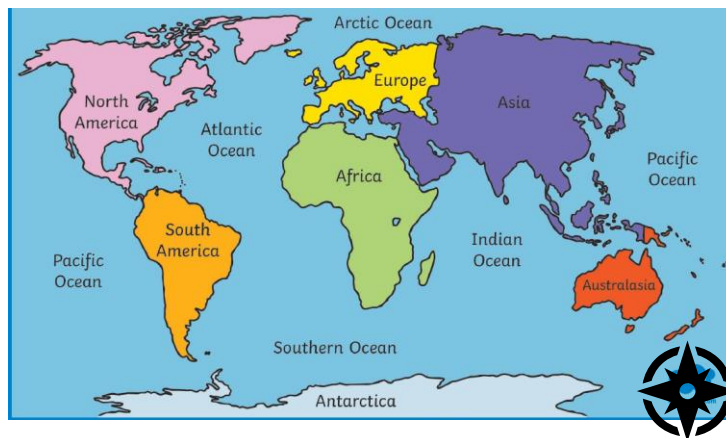 Arctic Ocean
North
America
Europe
Asia
Atlantic
Ocean
Pacific
Ocean
Africa
South
America
Indian
Ocean
Pacific
Ocean
Australasia
Southern Ocean
Antarctica